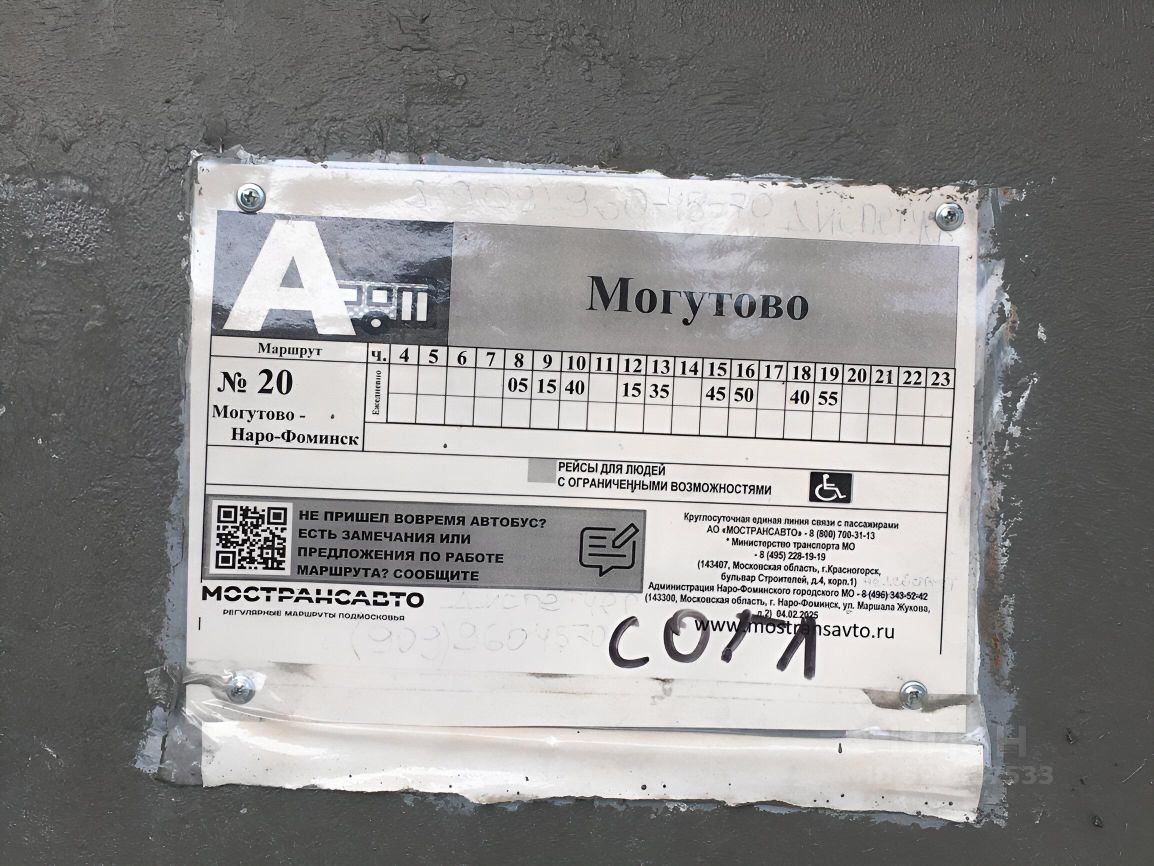 А
Могутово
Маршрут
ч. 4 5 6 7 8 9 10 11 12 13 14 15 16 17 18 19 20 21 22 23
№ 20
Ежедневно
05 15 40 15 35 45 50 40 55
Могутово -
Наро-Фоминск
РЕЙСЫ ДЛЯ ЛЮДЕЙ
С ОГРАНИЧЕННЫМИ ВОЗМОЖНОСТЯМИ
НЕ ПРИШЕЛ ВОВРЕМЯ АВТОБУС?
ЕСТЬ ЗАМЕЧАНИЯ ИЛИ
ПРЕДЛОЖЕНИЯ ПО РАБОТЕ
МАРШРУТА? СООБЩИТЕ
МОСТРАНСАВТО
РЕГУЛЯРНЫЕ МАРШРУТЫ ПОДМОСКОВЬЯ
Круглосуточная единая линия связи с пассажирами
АО «МОСТРАНСАВТО» - 8 (800) 700-31-13
* Министерство транспорта МО
- 8 (495) 228-19-19
(143407, Московская область, г.Красногорск,
бульвар Строителей, д.4, корп.1)
Администрация Наро-Фоминского городского МО - 8 (496) 343-52-42
(143300, Московская область, г. Наро-Фоминск, ул. Маршала Жукова,
д.2) 04.02.2025
www.mostransavto.ru